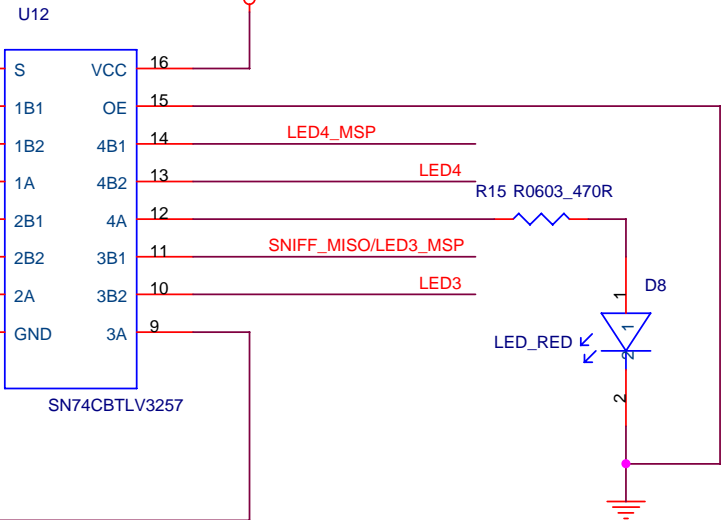 U12
S VCC 16
1B1 OE 15
1B2 4B1 14 LED4_MSP
1A 4B2 13 LED4
2B1 4A 12 R15 R0603_470R
2B2 3B1 11 SNIFF_MISO/LED3_MSP
2A 3B2 10 LED3
GND 3A 9
SN74CBTLV3257
1 D8
1
LED_RED
2
2